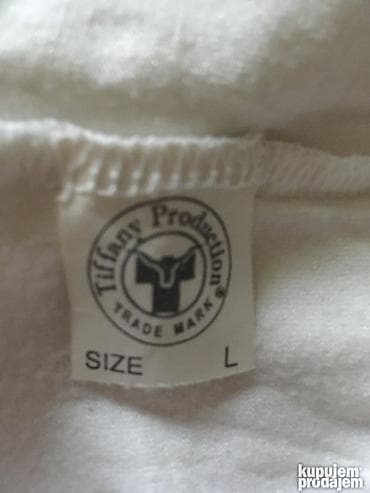 Tiffany Production®
TRADE MARK
SIZE L
kupujem
prodajem